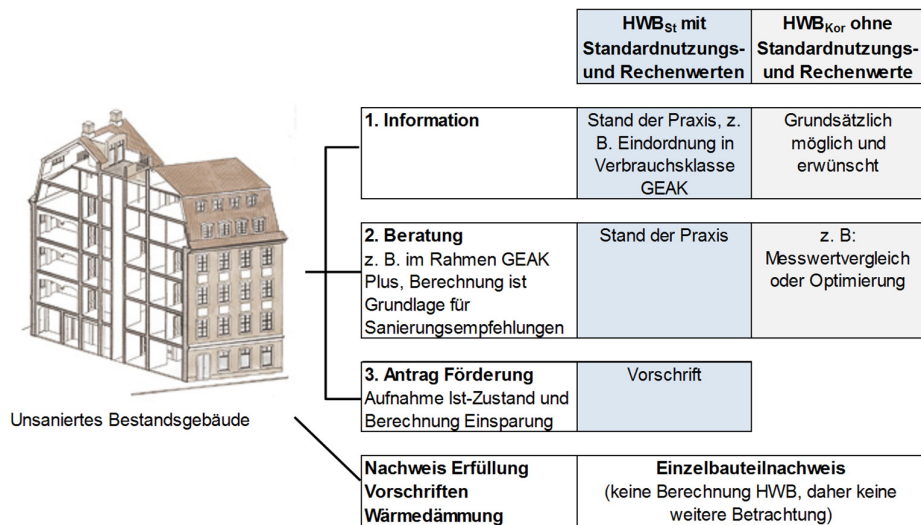 HWBSt mit
Standardnutzungs-
und Rechenwerten
HWBKor ohne
Standardnutzungs-
und Rechenwerte
1. Information
Stand der Praxis, z.
B. Eindordnung in
Verbrauchsklasse
GEAK
Grundsätzlich
möglich und
erwünscht
2. Beratung
z. B. im Rahmen GEAK
Plus, Berechnung ist
Grundlage für
Sanierungsempfehlungen
Stand der Praxis
z. B:
Messwertvergleich
oder Optimierung
3. Antrag Förderung
Aufnahme Ist-Zustand und
Berechnung Einsparung
Vorschrift
Unsaniertes Bestandsgebäude
Nachweis Erfüllung
Vorschriften
Wärmedämmung
Einzelbauteilnachweis
(keine Berechnung HWB, daher keine
weitere Betrachtung)